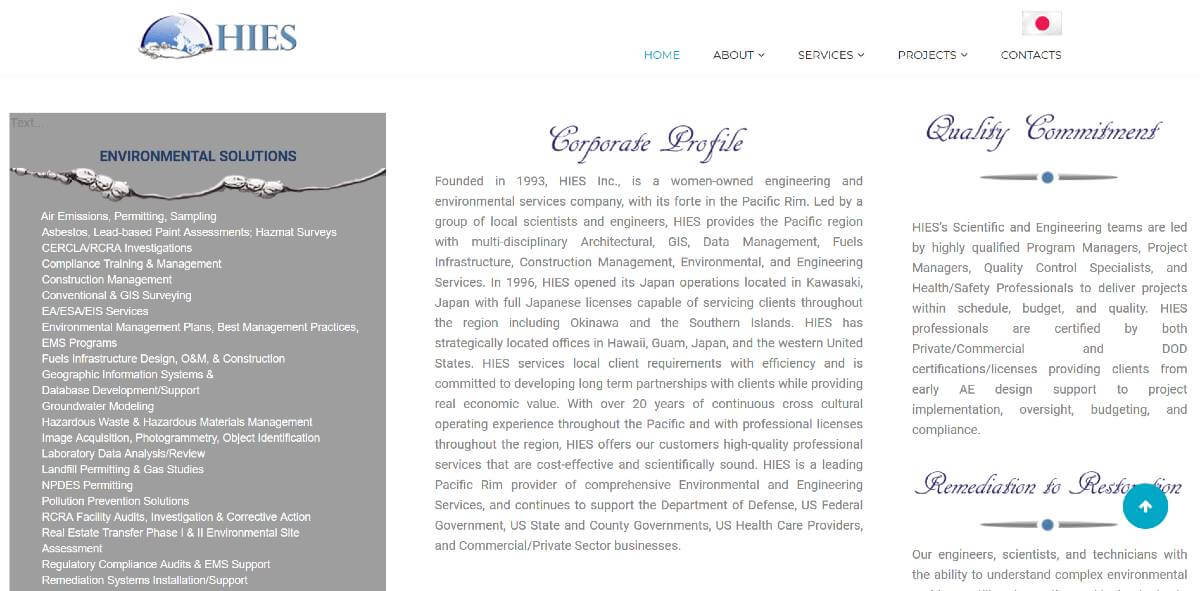 HIES
HOME
ABOUT
SERVICES
PROJECTS
CONTACTS
Text...
ENVIRONMENTAL SOLUTIONS
Air Emissions, Permitting, Sampling
Asbestos, Lead-based Paint Assessments; Hazmat Surveys
CERCLA/RCRA Investigations
Compliance Training & Management
Construction Management
Conventional & GIS Surveying
EA/ESA/EIS Services
Environmental Management Plans, Best Management Practices,
EMS Programs
Fuels Infrastructure Design, O&M, & Construction
Geographic Information Systems &
Database Development/Support
Groundwater Modeling
Hazardous Waste & Hazardous Materials Management
Image Acquisition, Photogrammetry, Object Identification
Laboratory Data Analysis/Review
Landfill Permitting & Gas Studies
NPDES Permitting
Pollution Prevention Solutions
RCRA Facility Audits, Investigation & Corrective Action
Real Estate Transfer Phase I & II Environmental Site
Assessment
Regulatory Compliance Audits & EMS Support
Remediation Systems Installation/Support
Corporate Profile
Founded in 1993, HIES Inc., is a women-owned engineering and
environmental services company, with its forte in the Pacific Rim. Led by a
group of local scientists and engineers, HIES provides the Pacific region
with multi-disciplinary Architectural, GIS, Data Management, Fuels
Infrastructure, Construction Management, Environmental, and Engineering
Services. In 1996, HIES opened its Japan operations located in Kawasaki,
Japan with full Japanese licenses capable of servicing clients throughout
the region including Okinawa and the Southern Islands. HIES has
strategically located offices in Hawaii, Guam, Japan, and the western United
States. HIES services local client requirements with efficiency and is
committed to developing long term partnerships with clients while providing
real economic value. With over 20 years of continuous cross cultural
operating experience throughout the Pacific and with professional licenses
throughout the region, HIES offers our customers high-quality professional
services that are cost-effective and scientifically sound. HIES is a leading
Pacific Rim provider of comprehensive Environmental and Engineering
Services, and continues to support the Department of Defense, US Federal
Government, US State and County Governments, US Health Care Providers,
and Commercial/Private Sector businesses.
Quality Commitment
HIES's Scientific and Engineering teams are led
by highly qualified Program Managers, Project
Managers, Quality Control Specialists, and
Health/Safety Professionals to deliver projects
within schedule, budget, and quality. HIES
professionals are certified by both
Private/Commercial and DOD
certifications/licenses providing clients from
early AE design support to project
implementation, oversight, budgeting, and
compliance.
Remediation to Restoration
Our engineers, scientists, and technicians with
the ability to understand complex environmental